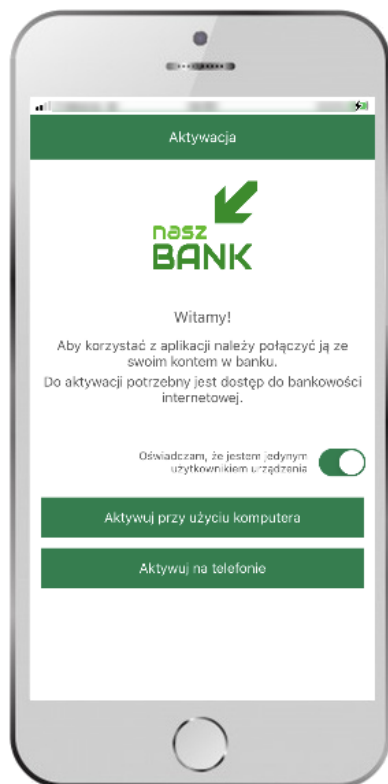 Aktywacja
nasz
BANK
Witamy!
Aby korzystać z aplikacji należy połączyć ją ze
swoim kontem w banku.
Do aktywacji potrzebny jest dostęp do bankowości
internetowej.
Oświadczam, że jestem jedynym
użytkownikiem urządzenia
Aktywuj przy użyciu komputera
Aktywuj na telefonie